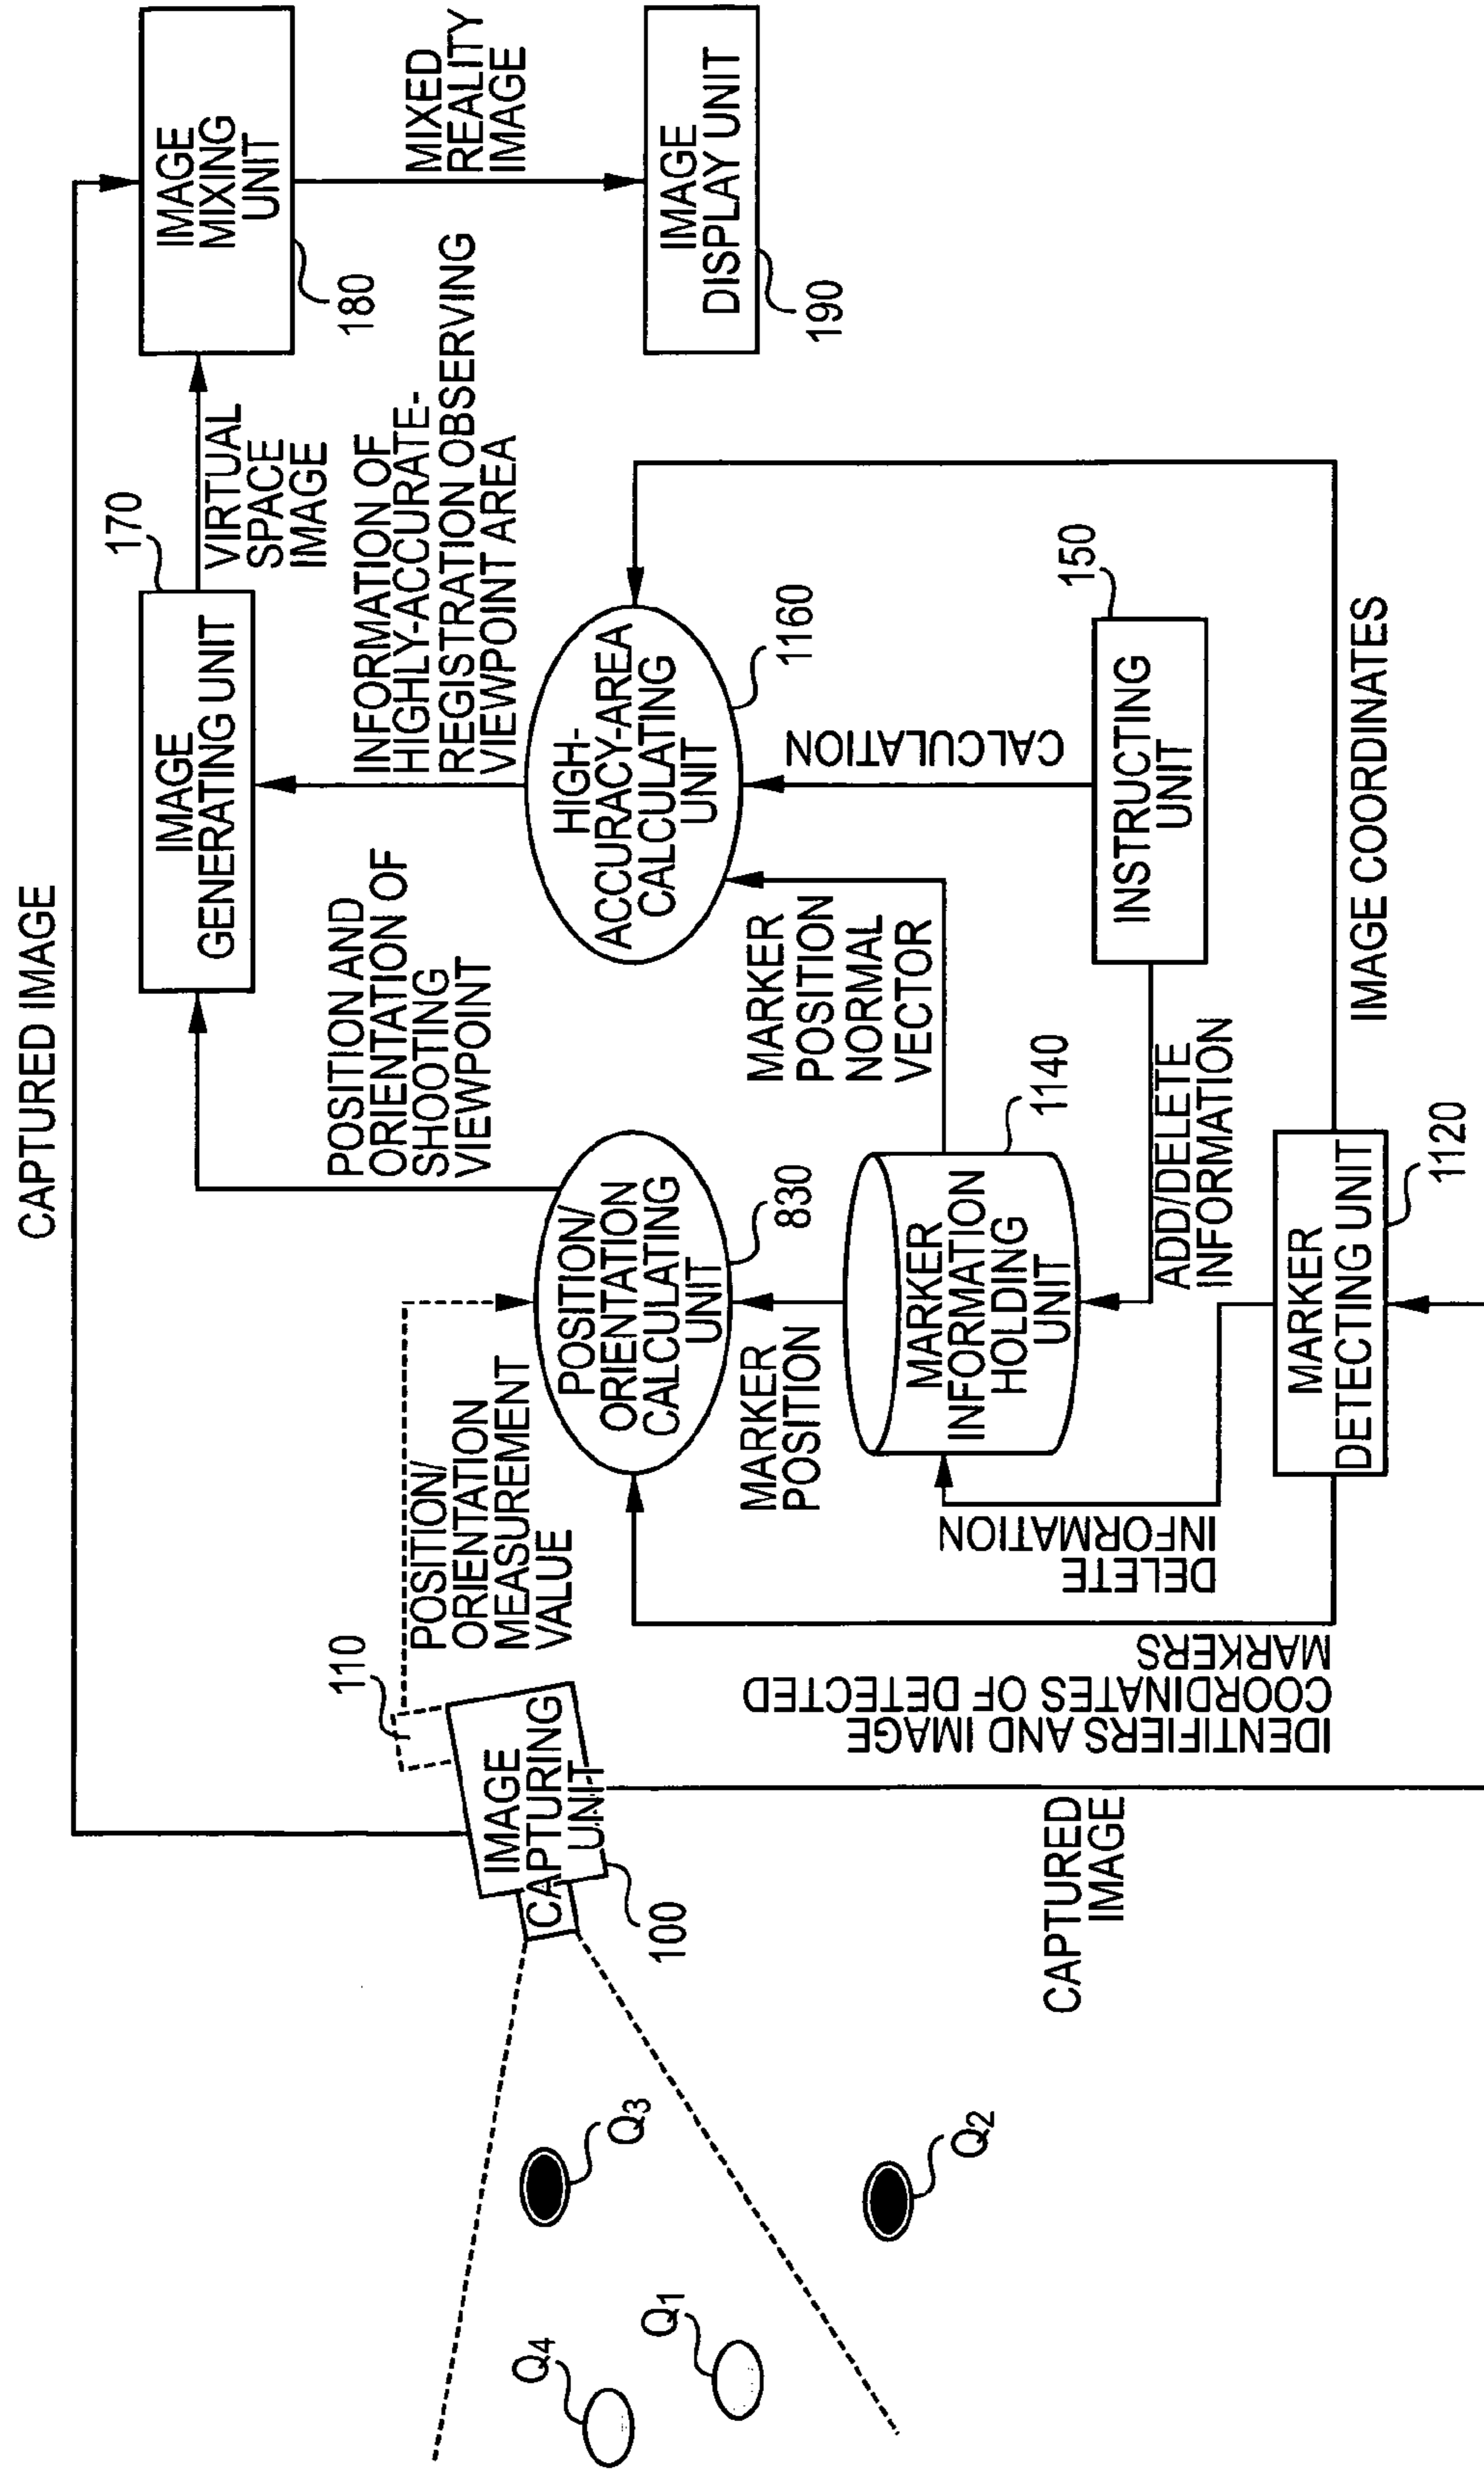 CAPTURED IMAGE
IMAGE
MIXING
UNIT
180
MIXED
REALITY
IMAGE
IMAGE
DISPLAY UNIT
190
170
IMAGE
GENERATING UNIT
VIRTUAL
SPACE
IMAGE
INFORMATION OF
HIGHLY-ACCURATE-
REGISTRATION OBSERVING
VIEWPOINT AREA
POSITION AND
ORIENTATION OF
SHOOTING
VIEWPOINT
HIGH-
ACCURACY-AREA
CALCULATING
UNIT
1160
CALCULATION
150
INSTRUCTING
UNIT
MARKER
POSITION
NORMAL
VECTOR
110
POSITION/
ORIENTATION
MEASUREMENT
VALUE
POSITION/
ORIENTATION
CALCULATING
UNIT
830
MARKER
POSITION
MARKER
INFORMATION
HOLDING
UNIT
1140
ADD/DELETE
INFORMATION
DELETE
INFORMATION
MARKER
DETECTING UNIT
1120
IMAGE COORDINATES
IDENTIFIERS AND IMAGE
COORDINATES OF DETECTED
MARKERS
IMAGE
CAPTURING
UNIT
100
CAPTURED
IMAGE
Q4
Q1
Q3
Q2